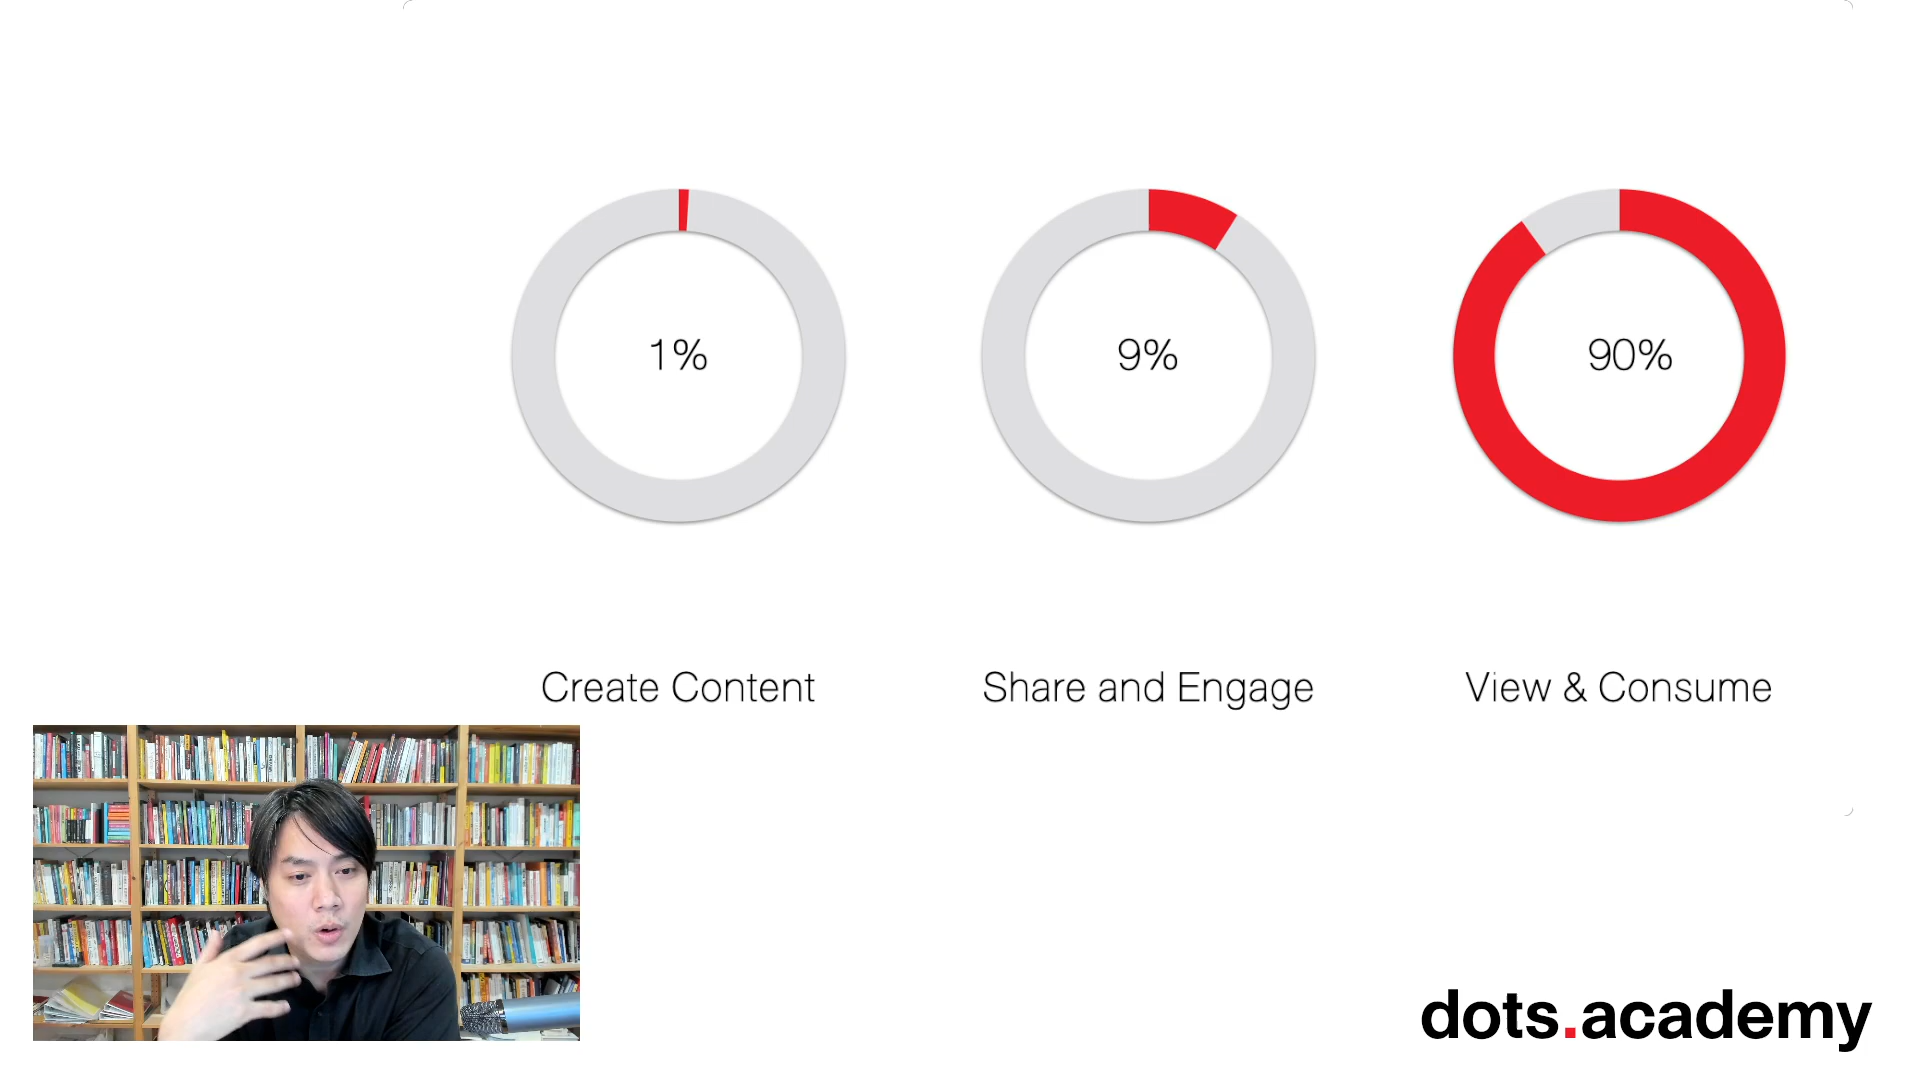 1%
9%
90%
Create Content
Share and Engage
View & Consume
dots.academy